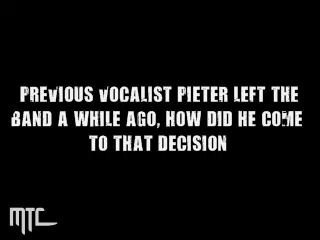 PREVIOUS VOCALIST PIETER LEFT THE
BAND A WHILE AGO, HOW DID HE COME
TO THAT DECISION
MTC